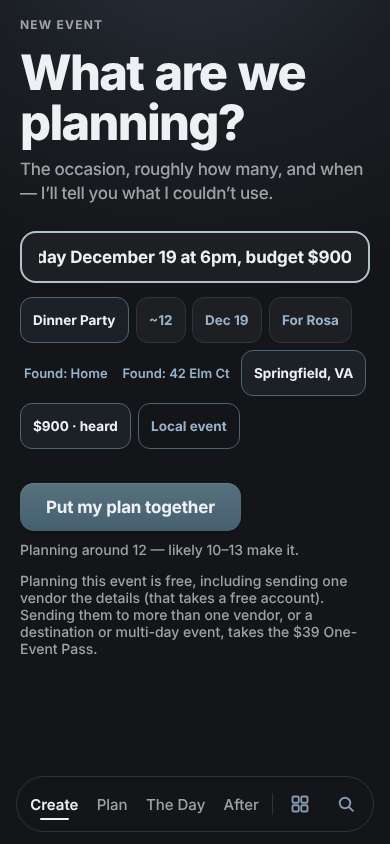 NEW EVENT
What are we
planning?
The occasion, roughly how many, and when
— I'll tell you what I couldn't use.
day December 19 at 6pm, budget $900
Dinner Party ~12 Dec 19 For Rosa
Found: Home Found: 42 Elm Ct Springfield, VA
$900 · heard Local event
Put my plan together
Planning around 12 — likely 10–13 make it.
Planning this event is free, including sending one
vendor the details (that takes a free account).
Sending them to more than one vendor, or a
destination or multi-day event, takes the $39 One-
Event Pass.
Create Plan The Day After